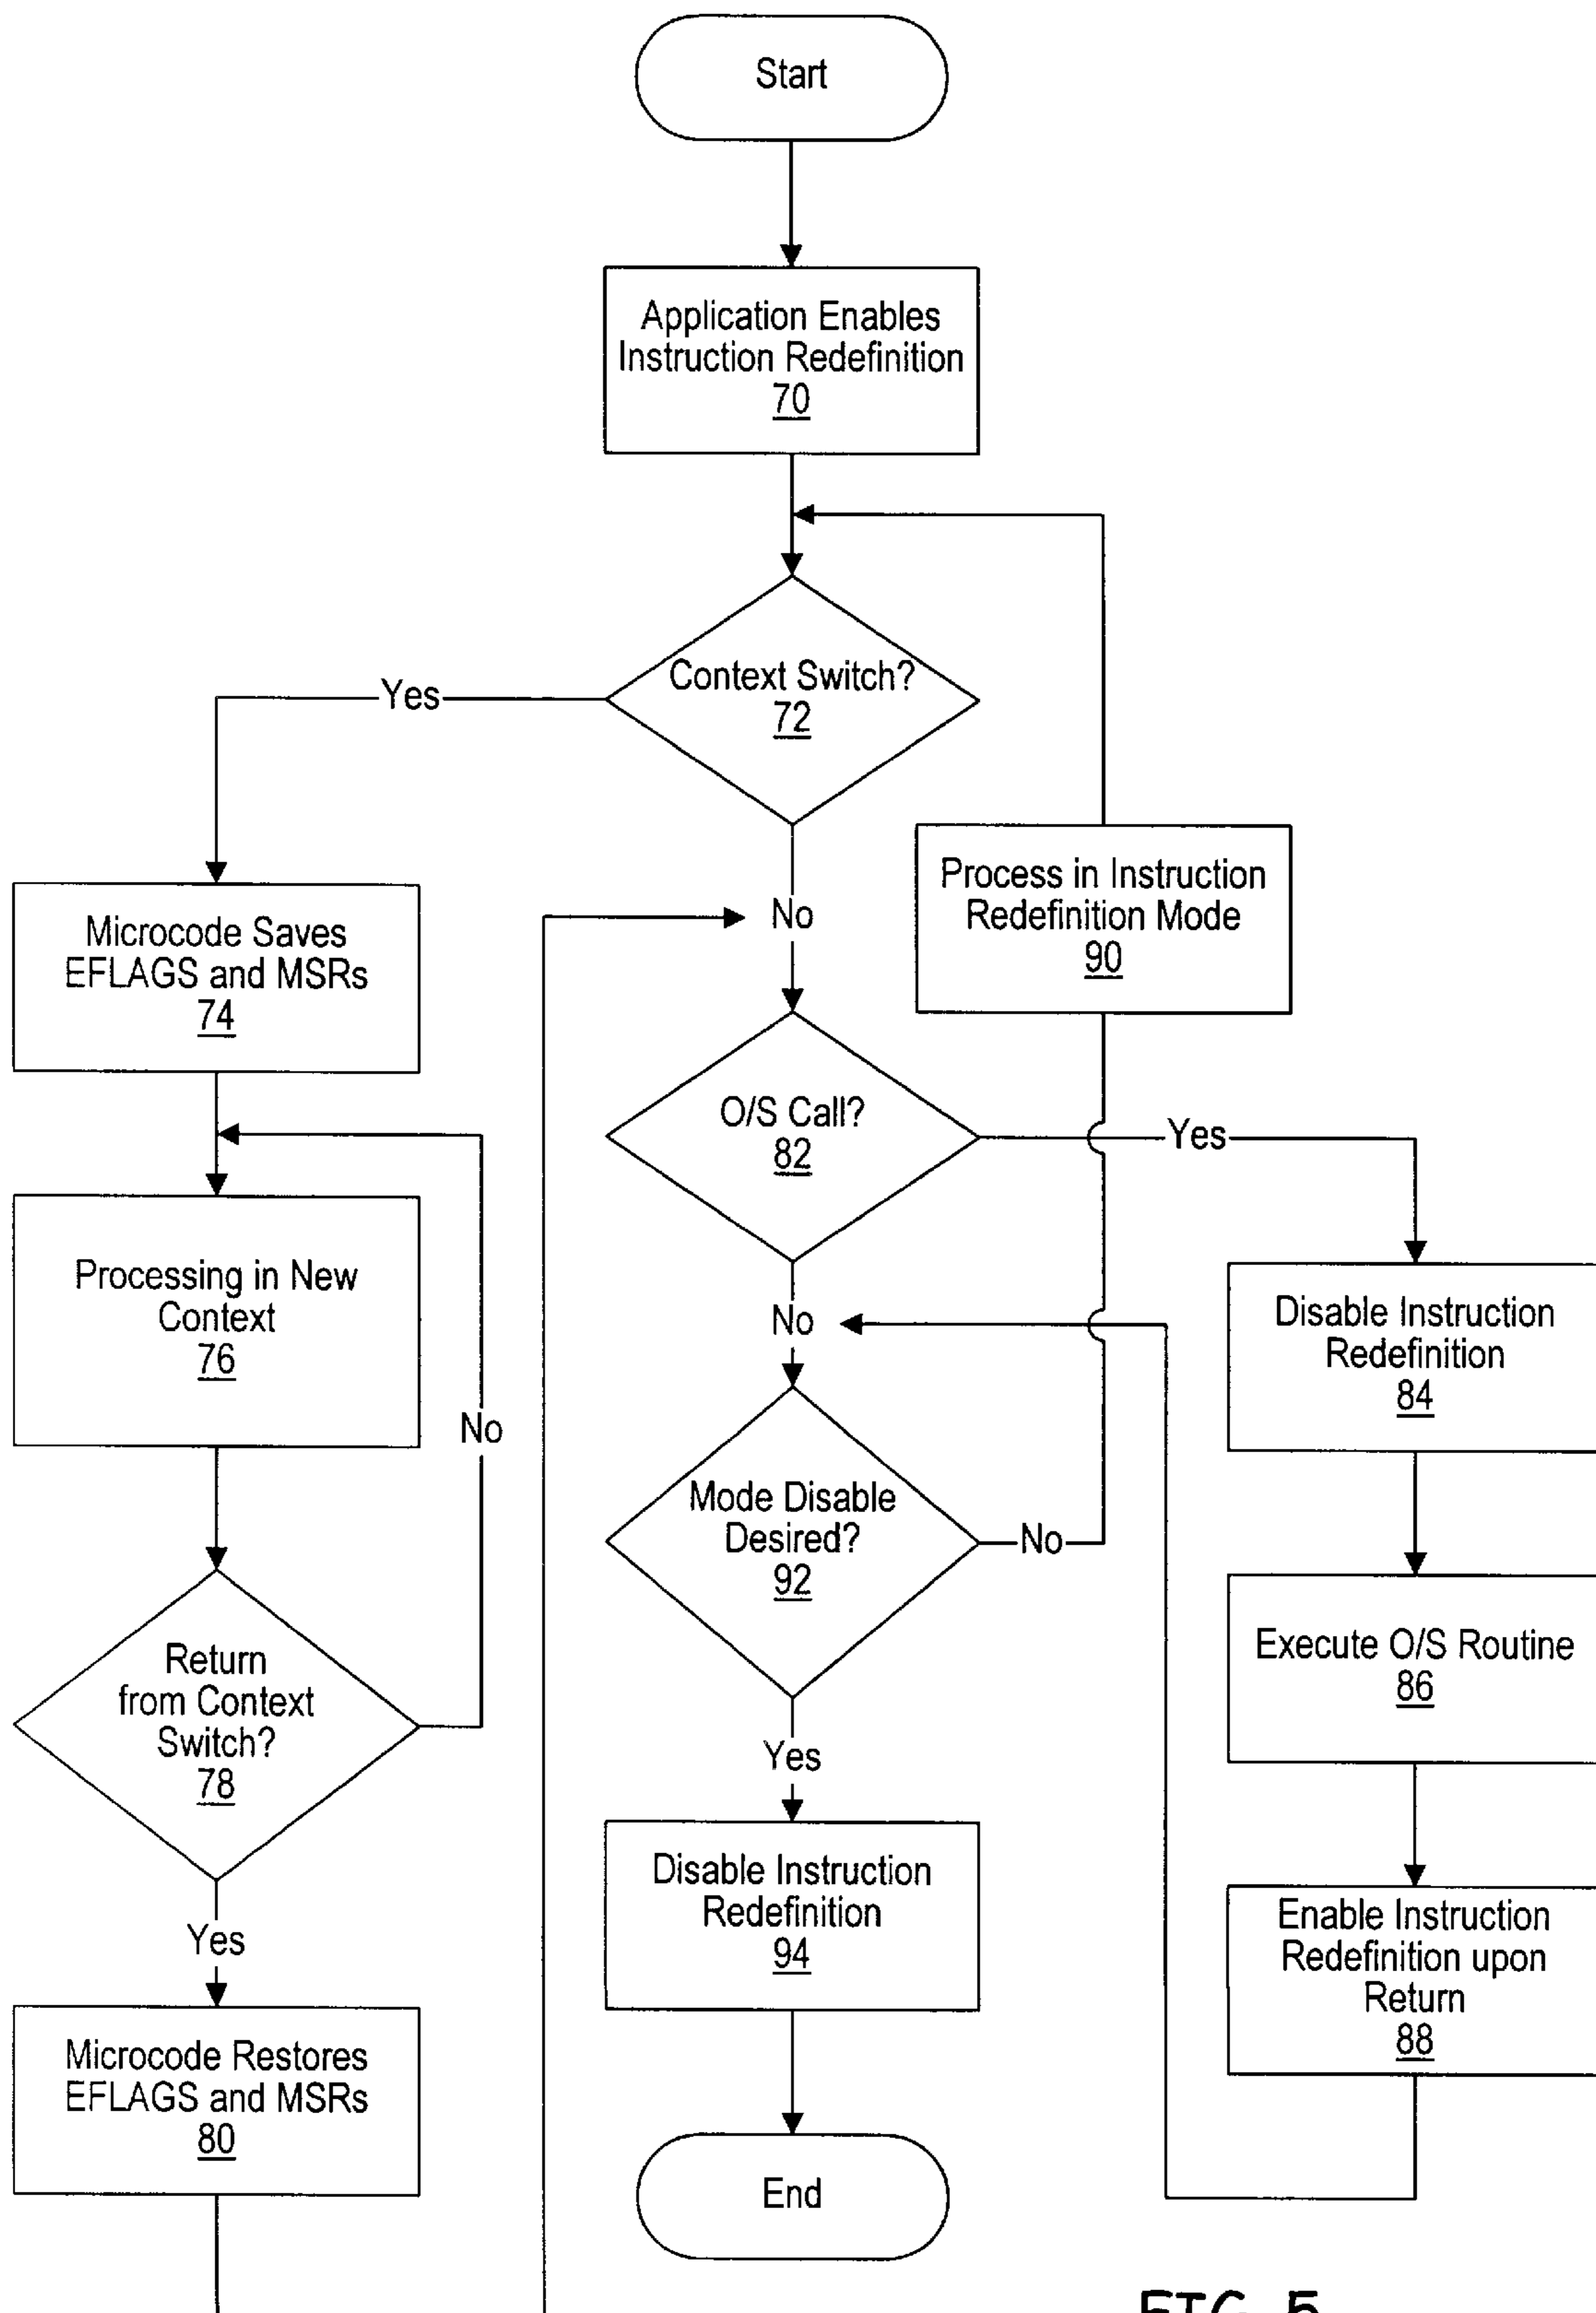 Start
Application Enables
Instruction Redefinition
70
Context Switch?
72
Yes
No
Process in Instruction
Redefinition Mode
90
Microcode Saves
EFLAGS and MSRs
74
O/S Call?
82
Yes
No
Processing in New
Context
76
No
Disable Instruction
Redefinition
84
Mode Disable
Desired?
92
No
Yes
Execute O/S Routine
86
Return
from Context
Switch?
78
Yes
Disable Instruction
Redefinition
94
Enable Instruction
Redefinition upon
Return
88
Microcode Restores
EFLAGS and MSRs
80
End
FIG. 5